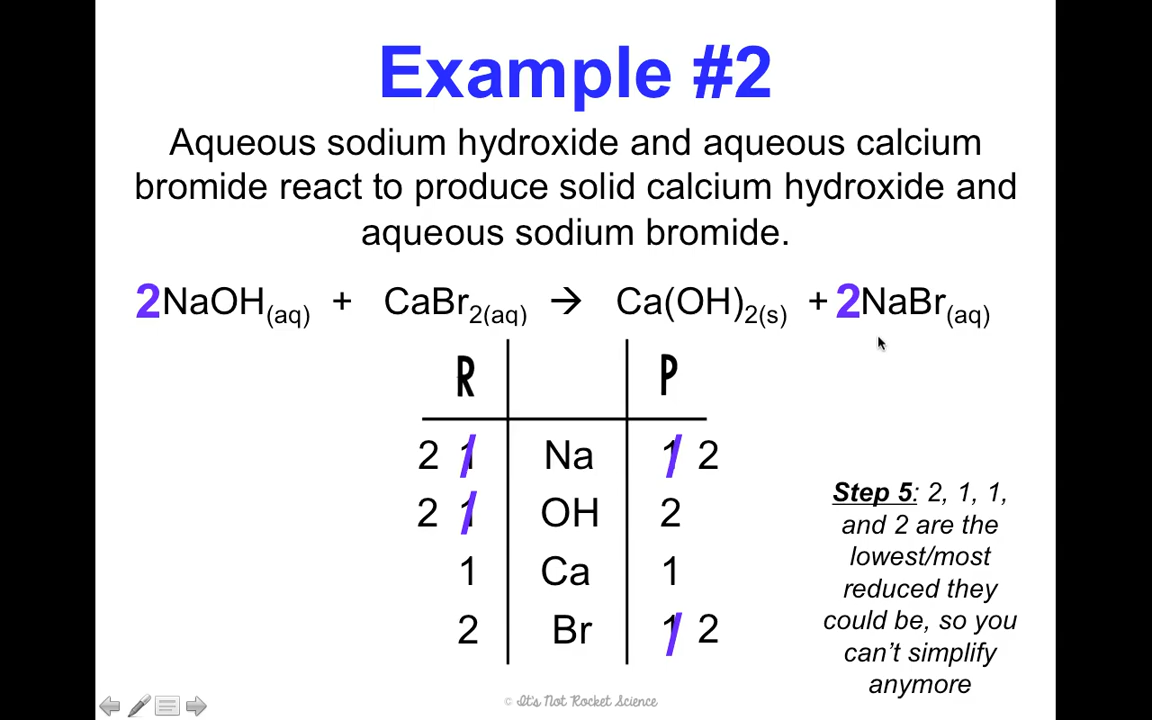 Example #2
Aqueous sodium hydroxide and aqueous calcium
bromide react to produce solid calcium hydroxide and
aqueous sodium bromide.
2NaOH(aq) + CaBr2(aq) → Ca(OH)2(s) + 2NaBr(aq)
R P
2 1 Na 1 2
2 1 OH 2
1 Ca 1
2 Br 1 2
Step 5: 2, 1, 1,
and 2 are the
lowest/most
reduced they
could be, so you
can't simplify
anymore
© It's Not Rocket Science